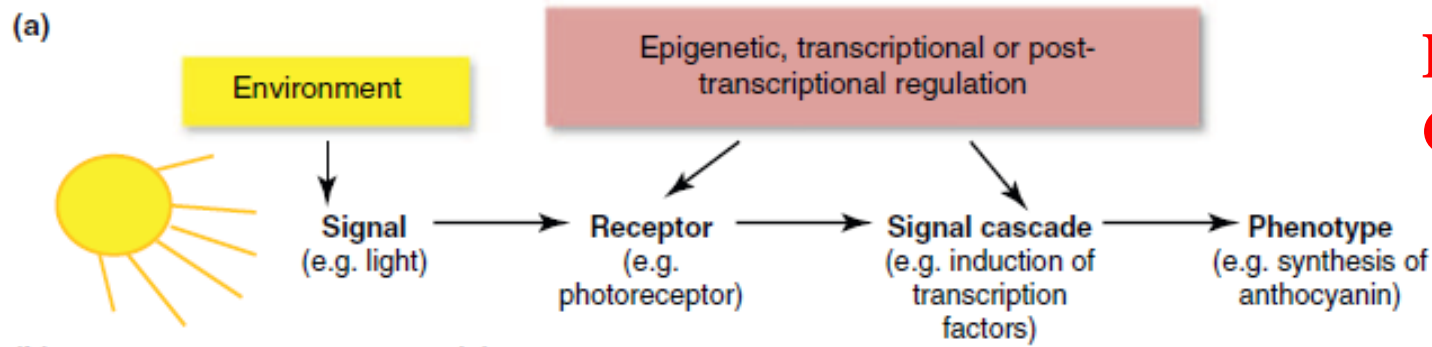 (a)
Environment
Epigenetic, transcriptional or post-
transcriptional regulation
Signal
(e.g. light)
Receptor
(e.g.
photoreceptor)
Signal cascade
(e.g. induction of
transcription
factors)
Phenotype
(e.g. synthesis of
anthocyanin)